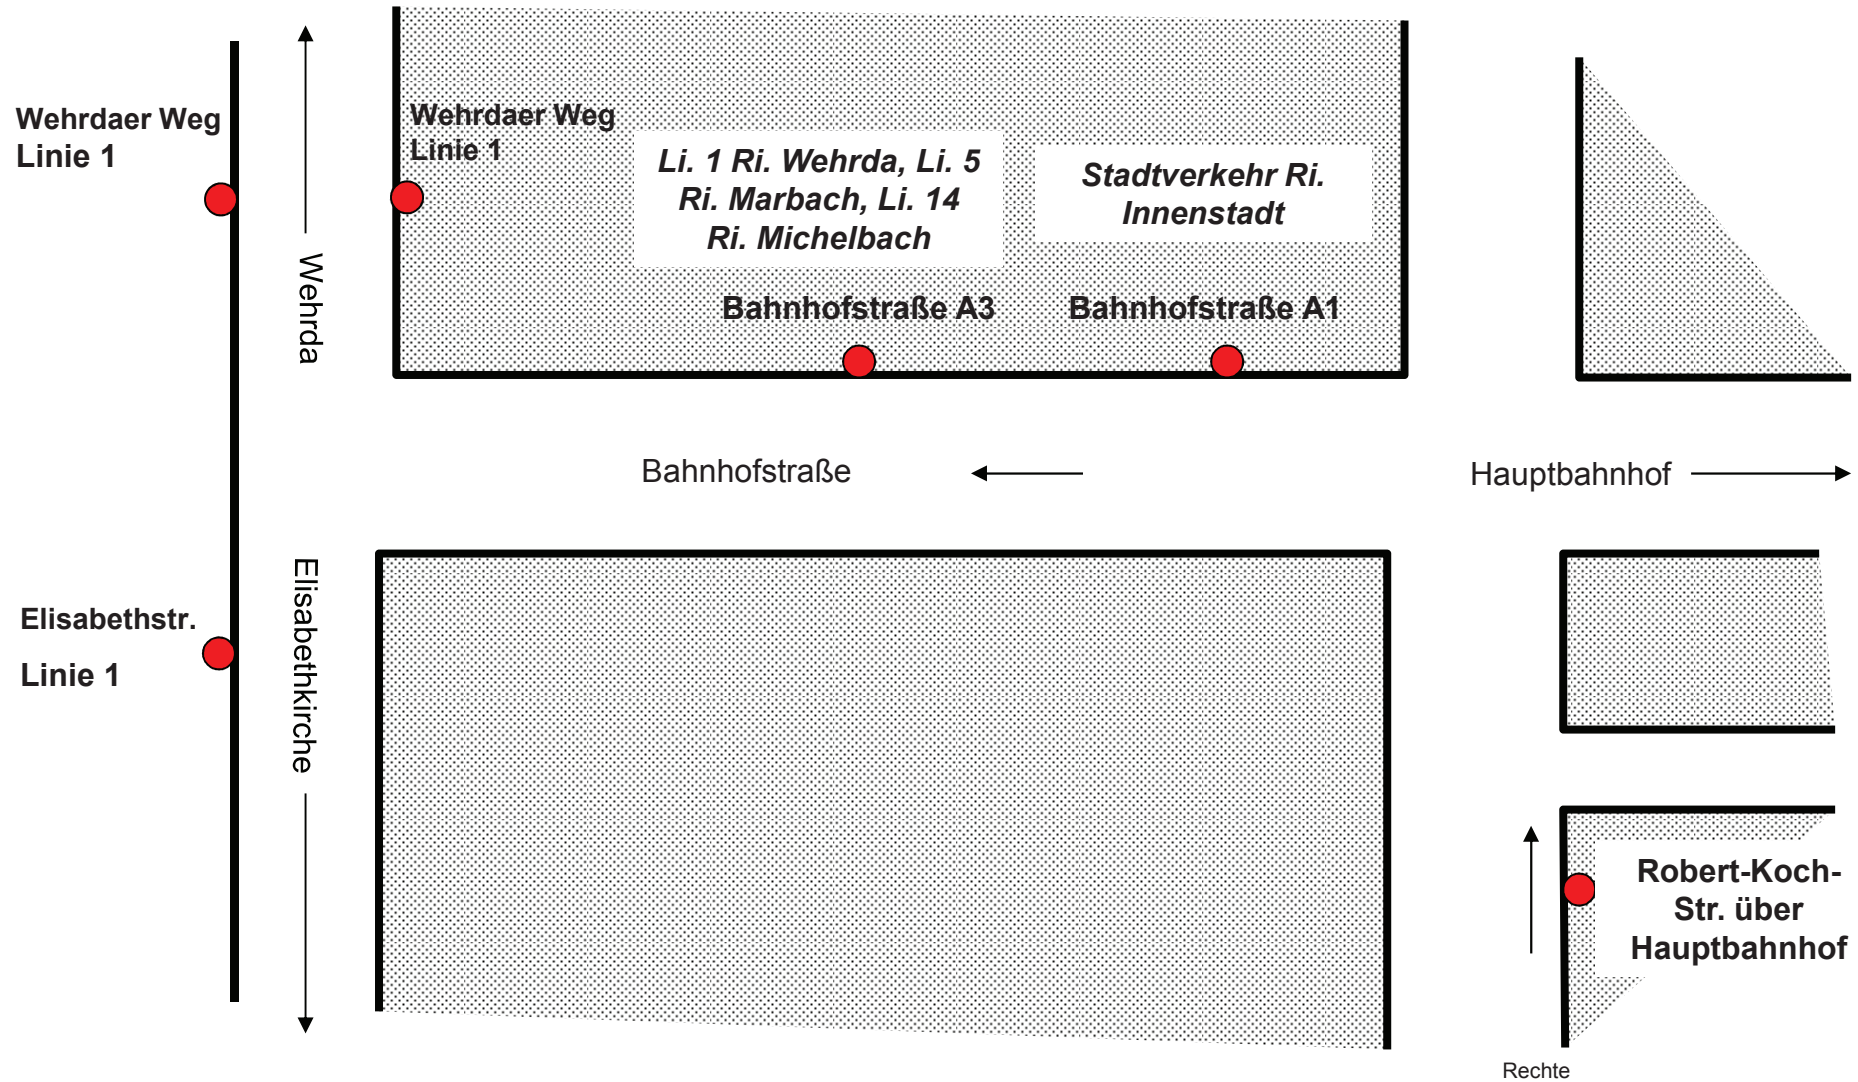 Wehrdaer Weg
Linie 1
Wehrdaer Weg
Linie 1
Li. 1 Ri. Wehrda, Li. 5
Ri. Marbach, Li. 14
Ri. Michelbach
Stadtverkehr Ri.
Innenstadt
Wehrda
Bahnhofstraße A3
Bahnhofstraße A1
Bahnhofstraße
Hauptbahnhof
Elisabethstr.
Linie 1
Elisabethkirche
Robert-Koch-
Str. über
Hauptbahnhof
Rechte